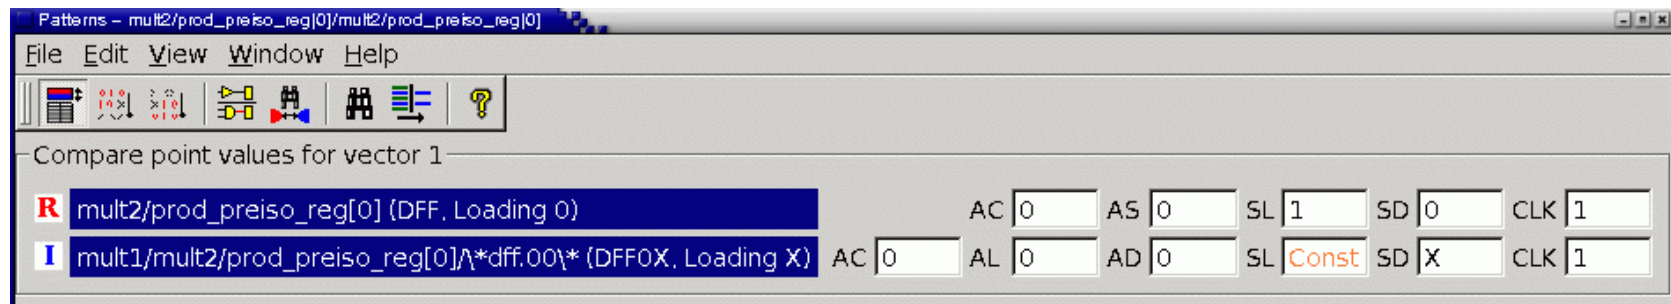 Patterns – mult2/prod_preiso_reg[0]/mult2/prod_preiso_reg[0]
File Edit View Window Help
Compare point values for vector 1
R mult2/prod_preiso_reg[0] (DFF, Loading 0) AC 0 AS 0 SL 1 SD 0 CLK 1
I mult1/mult2/prod_preiso_reg[0]/\*dff.00\* (DFF0X, Loading X) AC 0 AL 0 AD 0 SL Const SD X CLK 1